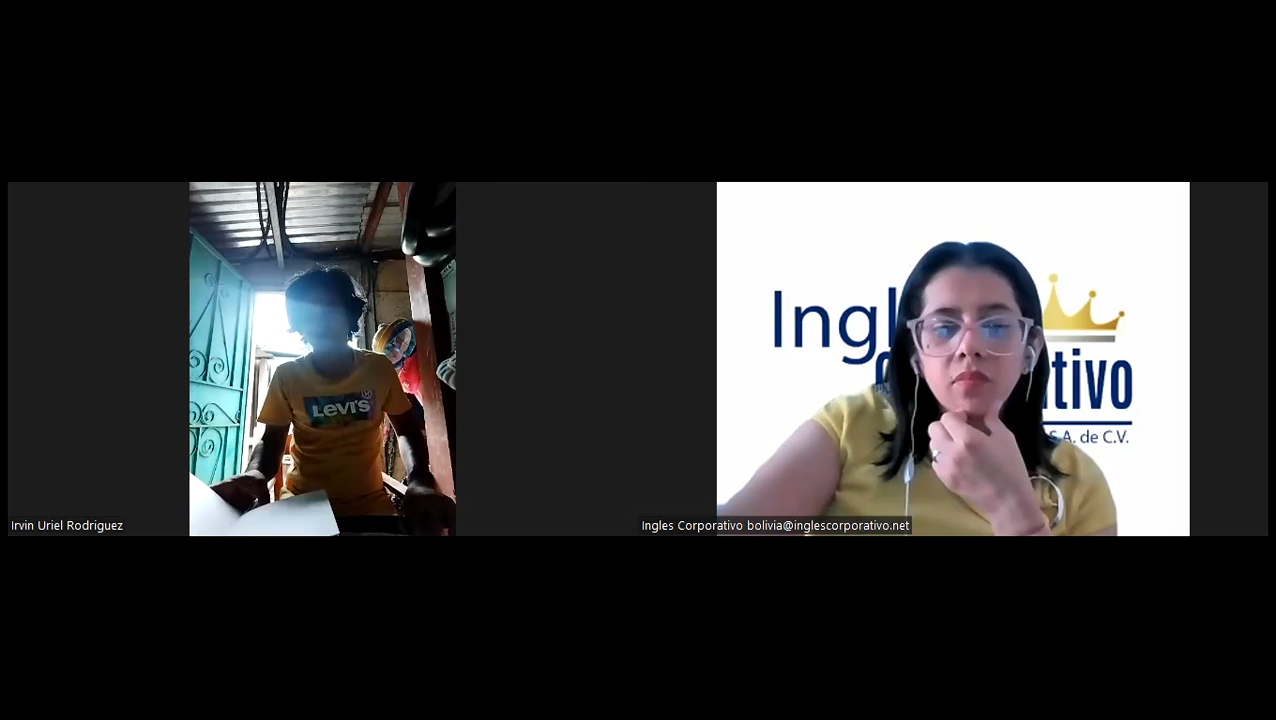 LEVI'S
Irvin Uriel Rodriguez
Ingl
tivo
S.A. de C.V.
Ingles Corporativo bolivia@inglescorporativo.net